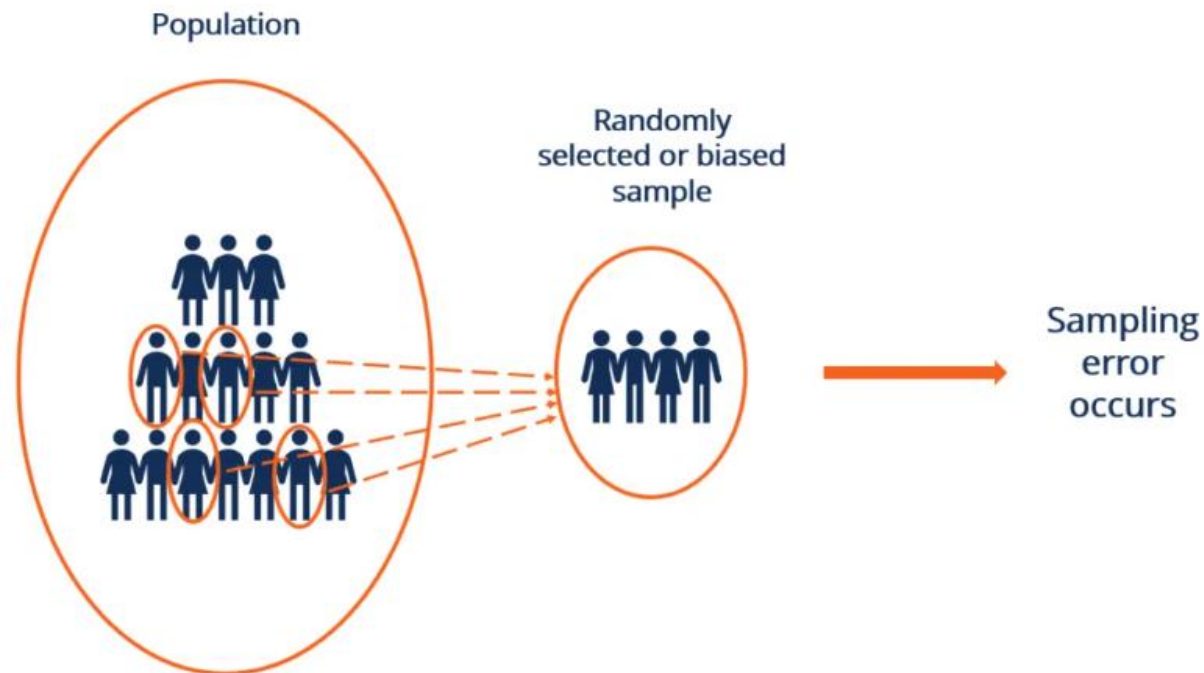 Population
Randomly
selected or biased
sample
Sampling
error
occurs